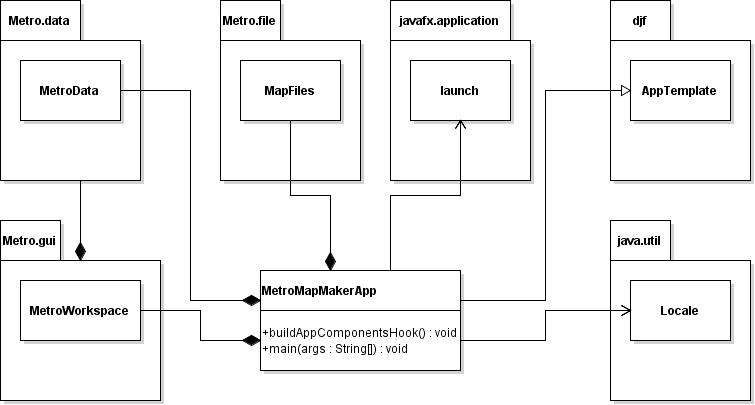 Metro.data
Metro.file
javafx.application
djf
MetroData
MapFiles
launch
AppTemplate
Metro.gui
java.util
MetroWorkspace
MetroMapMakerApp
+buildAppComponentsHook() : void
+main(args : String[]) : void
Locale